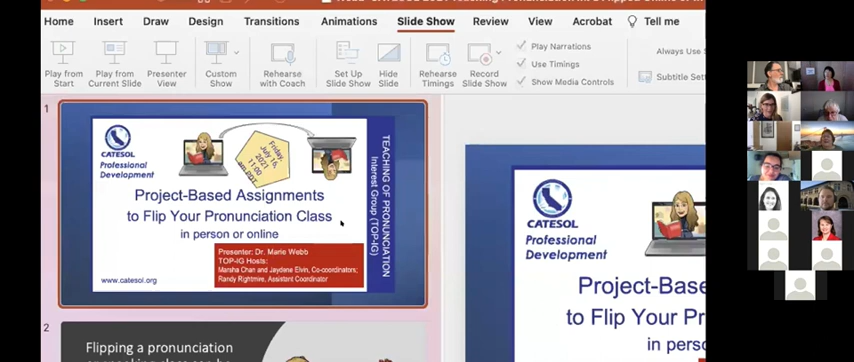 Home Insert Draw Design Transitions Animations Slide Show Review View Acrobat Tell me
Play from Start
Play from Current Slide
Presenter View
Custom Show
Rehearse with Coach
Set Up Slide Show
Hide Slide
Rehearse Timings
Record Slide Show
Play Narrations
Use Timings
Show Media Controls
Always Use S
Subtitle Set
1
CATESOL
Professional
Development
Friday,
July 16,
2021
11:00
Project-Based Assignments
to Flip Your Pronunciation Class
in person or online
Presenter: Dr. Marie Webb
TOP-IG Hosts:
Marsha Chan and Jaydene Elvin, Co-coordinators;
Randy Rightmire, Assistant Coordinator
www.catesol.org
TEACHING OF PRONUNCIATION
Interest Group (TOP-IG)
2
Flipping a pronunciation
CATESOL
Professional
Development
Project-Base
to Flip Your Pr
in perso